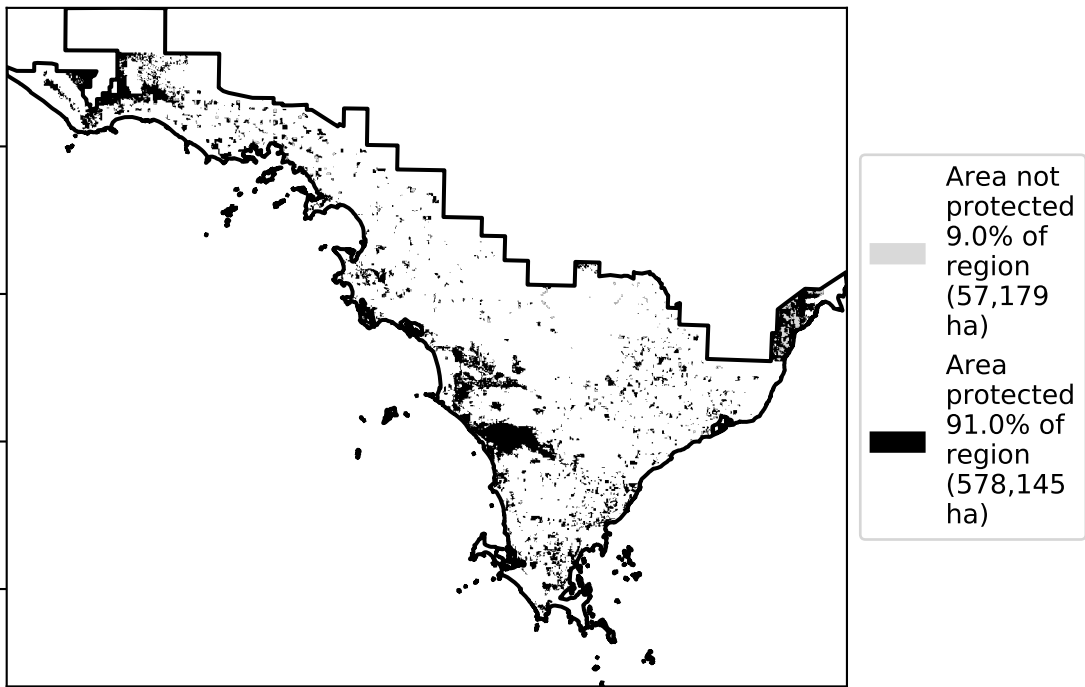 Area not
protected
9.0% of
region
(57,179
ha)
Area
protected
91.0% of
region
(578,145
ha)